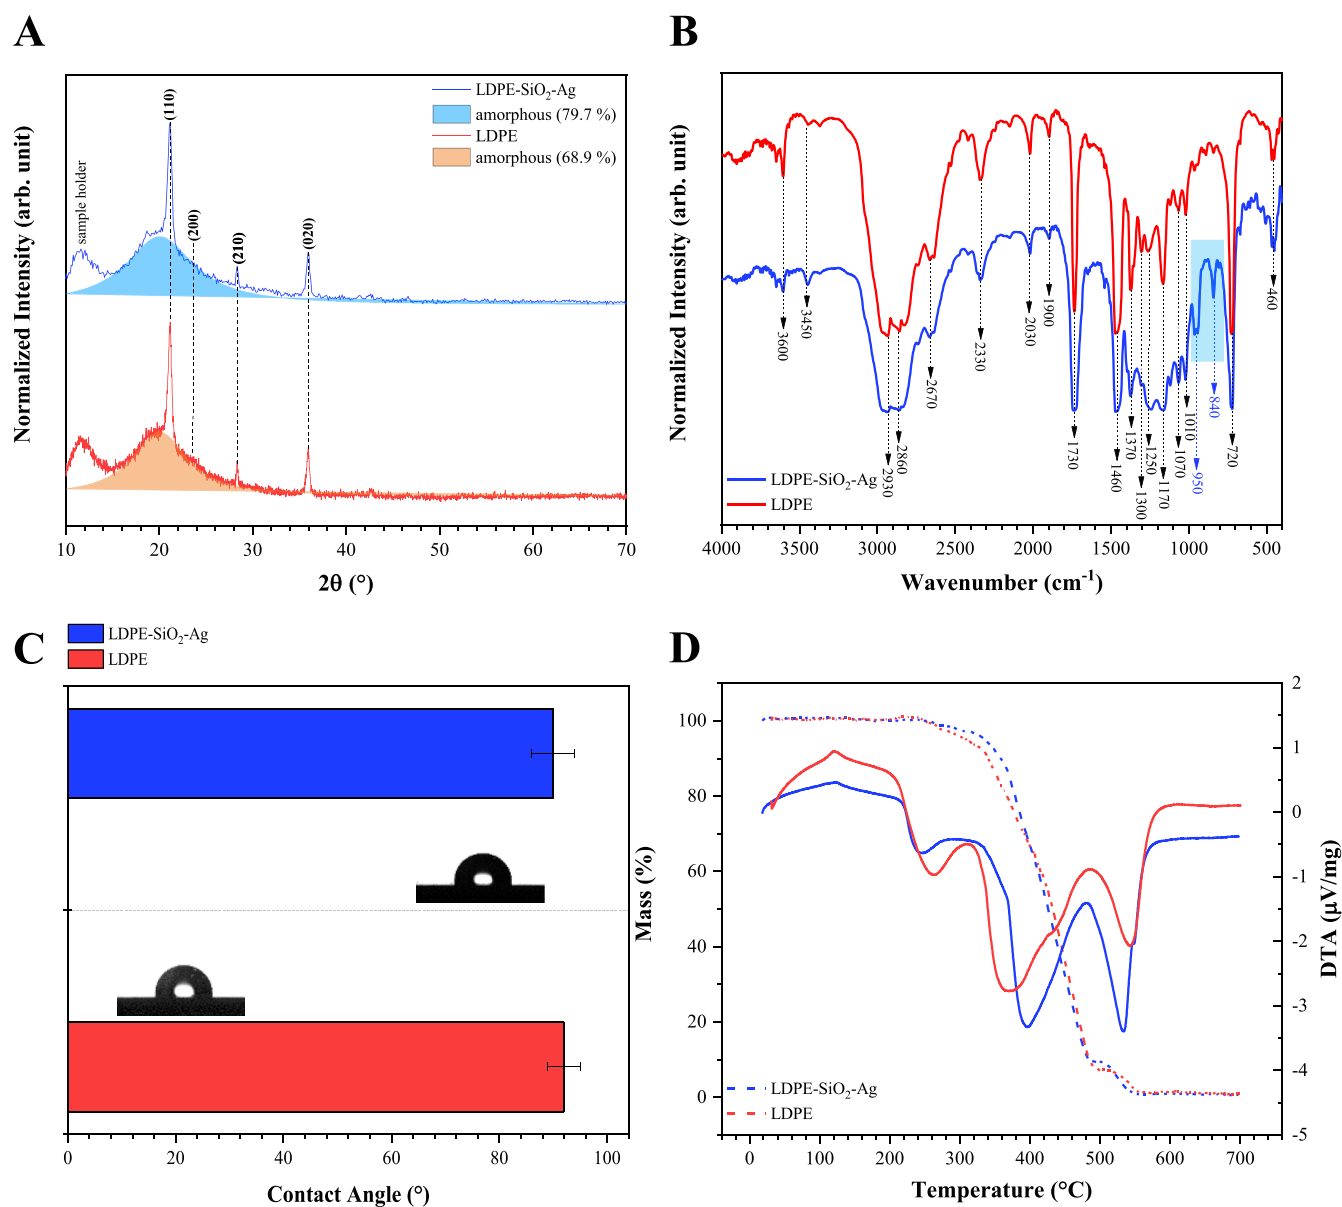 A
Normalized Intensity (arb. unit)
LDPE-SiO₂-Ag
amorphous (79.7 %)
LDPE
amorphous (68.9 %)
sample holder
(110)
(200)
(210)
(020)
10 20 30 40 50 60 70
2θ (°)
B
Normalized Intensity (arb. unit)
3600
3450
2930
2860
2670
2330
2030
1900
1730
1460
1370
1300
1250
1170
1070
1010
950
840
720
460
LDPE-SiO₂-Ag
LDPE
4000 3500 3000 2500 2000 1500 1000 500
Wavenumber (cm⁻¹)
C
LDPE-SiO₂-Ag
LDPE
0 20 40 60 80 100
Contact Angle (°)
D
Mass (%)
100
80
60
40
20
0
2
1
0
-1
-2
-3
-4
-5
DTA (µV/mg)
LDPE-SiO₂-Ag
LDPE
0 100 200 300 400 500 600 700
Temperature (°C)